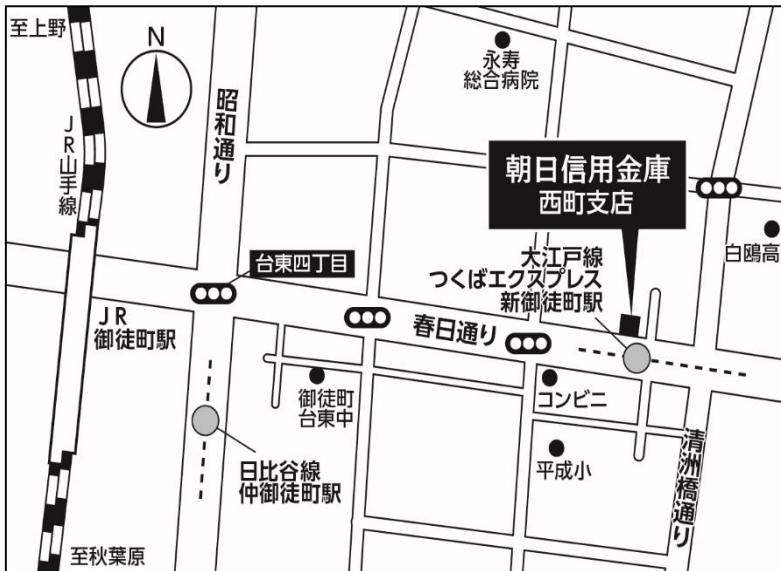 至上野
N
JR山手線
昭和通り
永寿
総合病院
朝日信用金庫
西町支店
白鴎高
大江戸線
つくばエクスプレス
新御徒町駅
台東四丁目
JR
御徒町駅
春日通り
御徒町
台東中
コンビニ
日比谷線
仲御徒町駅
平成小
清洲橋通り
至秋葉原